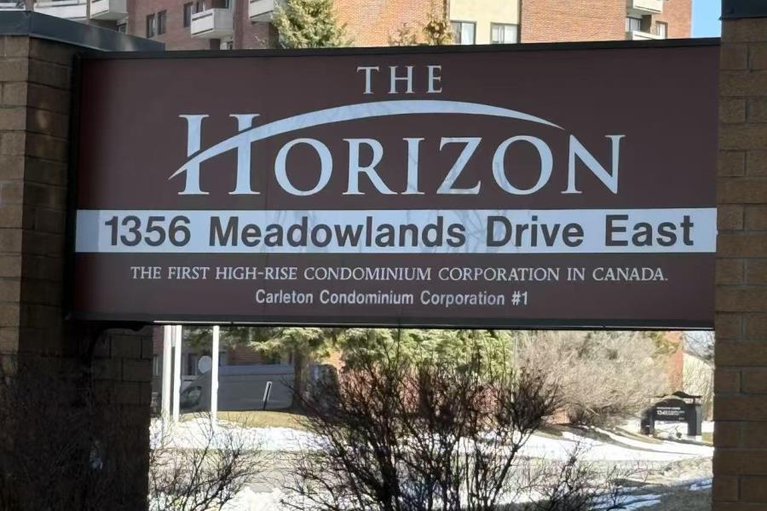 THE
HORIZON
1356 Meadowlands Drive East
THE FIRST HIGH-RISE CONDOMINIUM CORPORATION IN CANADA.
Carleton Condominium Corporation #1